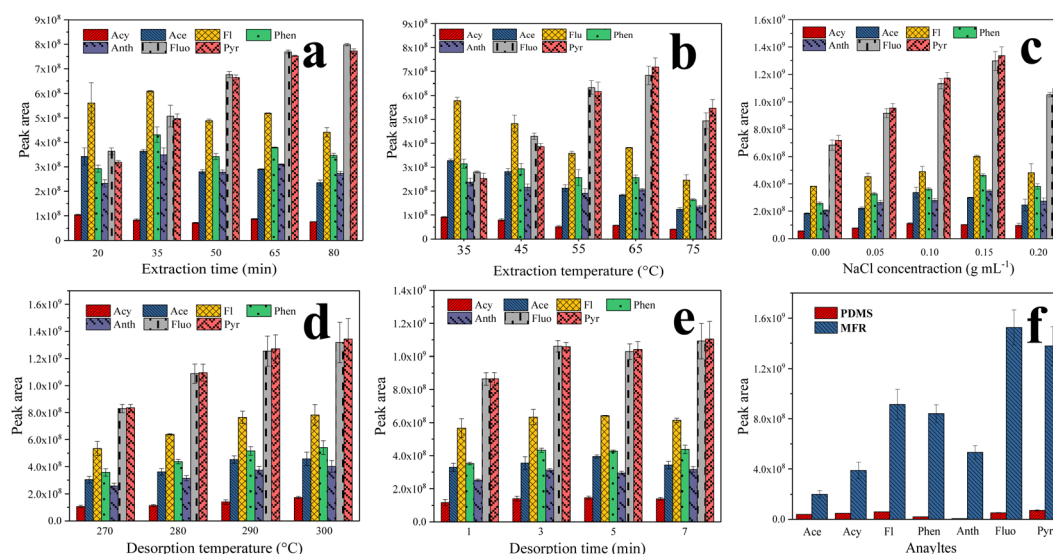 9x10⁸
8x10⁸
7x10⁸
6x10⁸
5x10⁸
4x10⁸
3x10⁸
2x10⁸
1x10⁸
0
Peak area
Acy Ace Fl Phen
Anth Fluo Pyr
a
20 35 50 65 80
Extraction time (min)
9x10⁸
8x10⁸
7x10⁸
6x10⁸
5x10⁸
4x10⁸
3x10⁸
2x10⁸
1x10⁸
0
Peak area
Acy Ace Flu Phen
Anth Fluo Pyr
b
35 45 55 65 75
Extraction temperature (°C)
1.6x10⁹
1.4x10⁹
1.2x10⁹
1.0x10⁹
8.0x10⁸
6.0x10⁸
4.0x10⁸
2.0x10⁸
0.0
Peak area
Acy Ace Fl Phen
Anth Fluo Pyr
c
0.00 0.05 0.10 0.15 0.20
NaCl concentraction (g mL⁻¹)
1.6x10⁹
1.4x10⁹
1.2x10⁹
1.0x10⁹
8.0x10⁸
6.0x10⁸
4.0x10⁸
2.0x10⁸
0.0
Peak area
Acy Ace Fl Phen
Anth Fluo Pyr
d
270 280 290 300
Desorption temperature (°C)
1.4x10⁹
1.2x10⁹
1.0x10⁹
8.0x10⁸
6.0x10⁸
4.0x10⁸
2.0x10⁸
0.0
Peak area
Acy Ace Fl Phen
Anth Fluo Pyr
e
1 3 5 7
Desorption time (min)
1.6x10⁹
1.2x10⁹
8.0x10⁸
4.0x10⁸
0.0
Peak area
PDMS
MFR
f
Ace Acy Fl Phen Anth Fluo Pyr
Anayltes